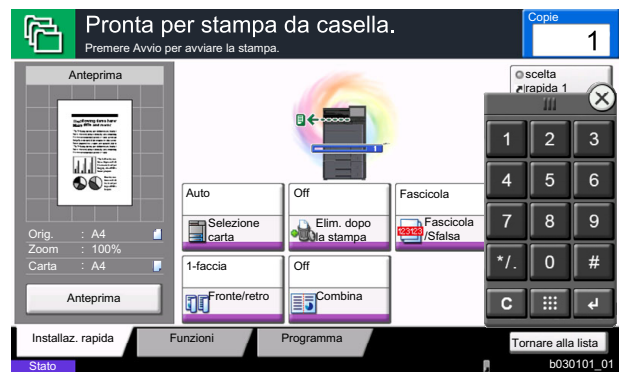 Pronta per stampa da casella.
Premere Avvio per avviare la stampa.
Copie
1
Anteprima
Orig. : A4
Zoom : 100%
Carta : A4
Anteprima
scelta
rapida 1
Auto
Selezione
carta
Off
Elim. dopo
la stampa
Fascicola
123123
Fascicola
/Sfalsa
1-faccia
Fronte/retro
Off
Combina
1 2 3
4 5 6
7 8 9
*/. 0 #
C
Installaz. rapida
Funzioni
Programma
Tornare alla lista
Stato
b030101_01